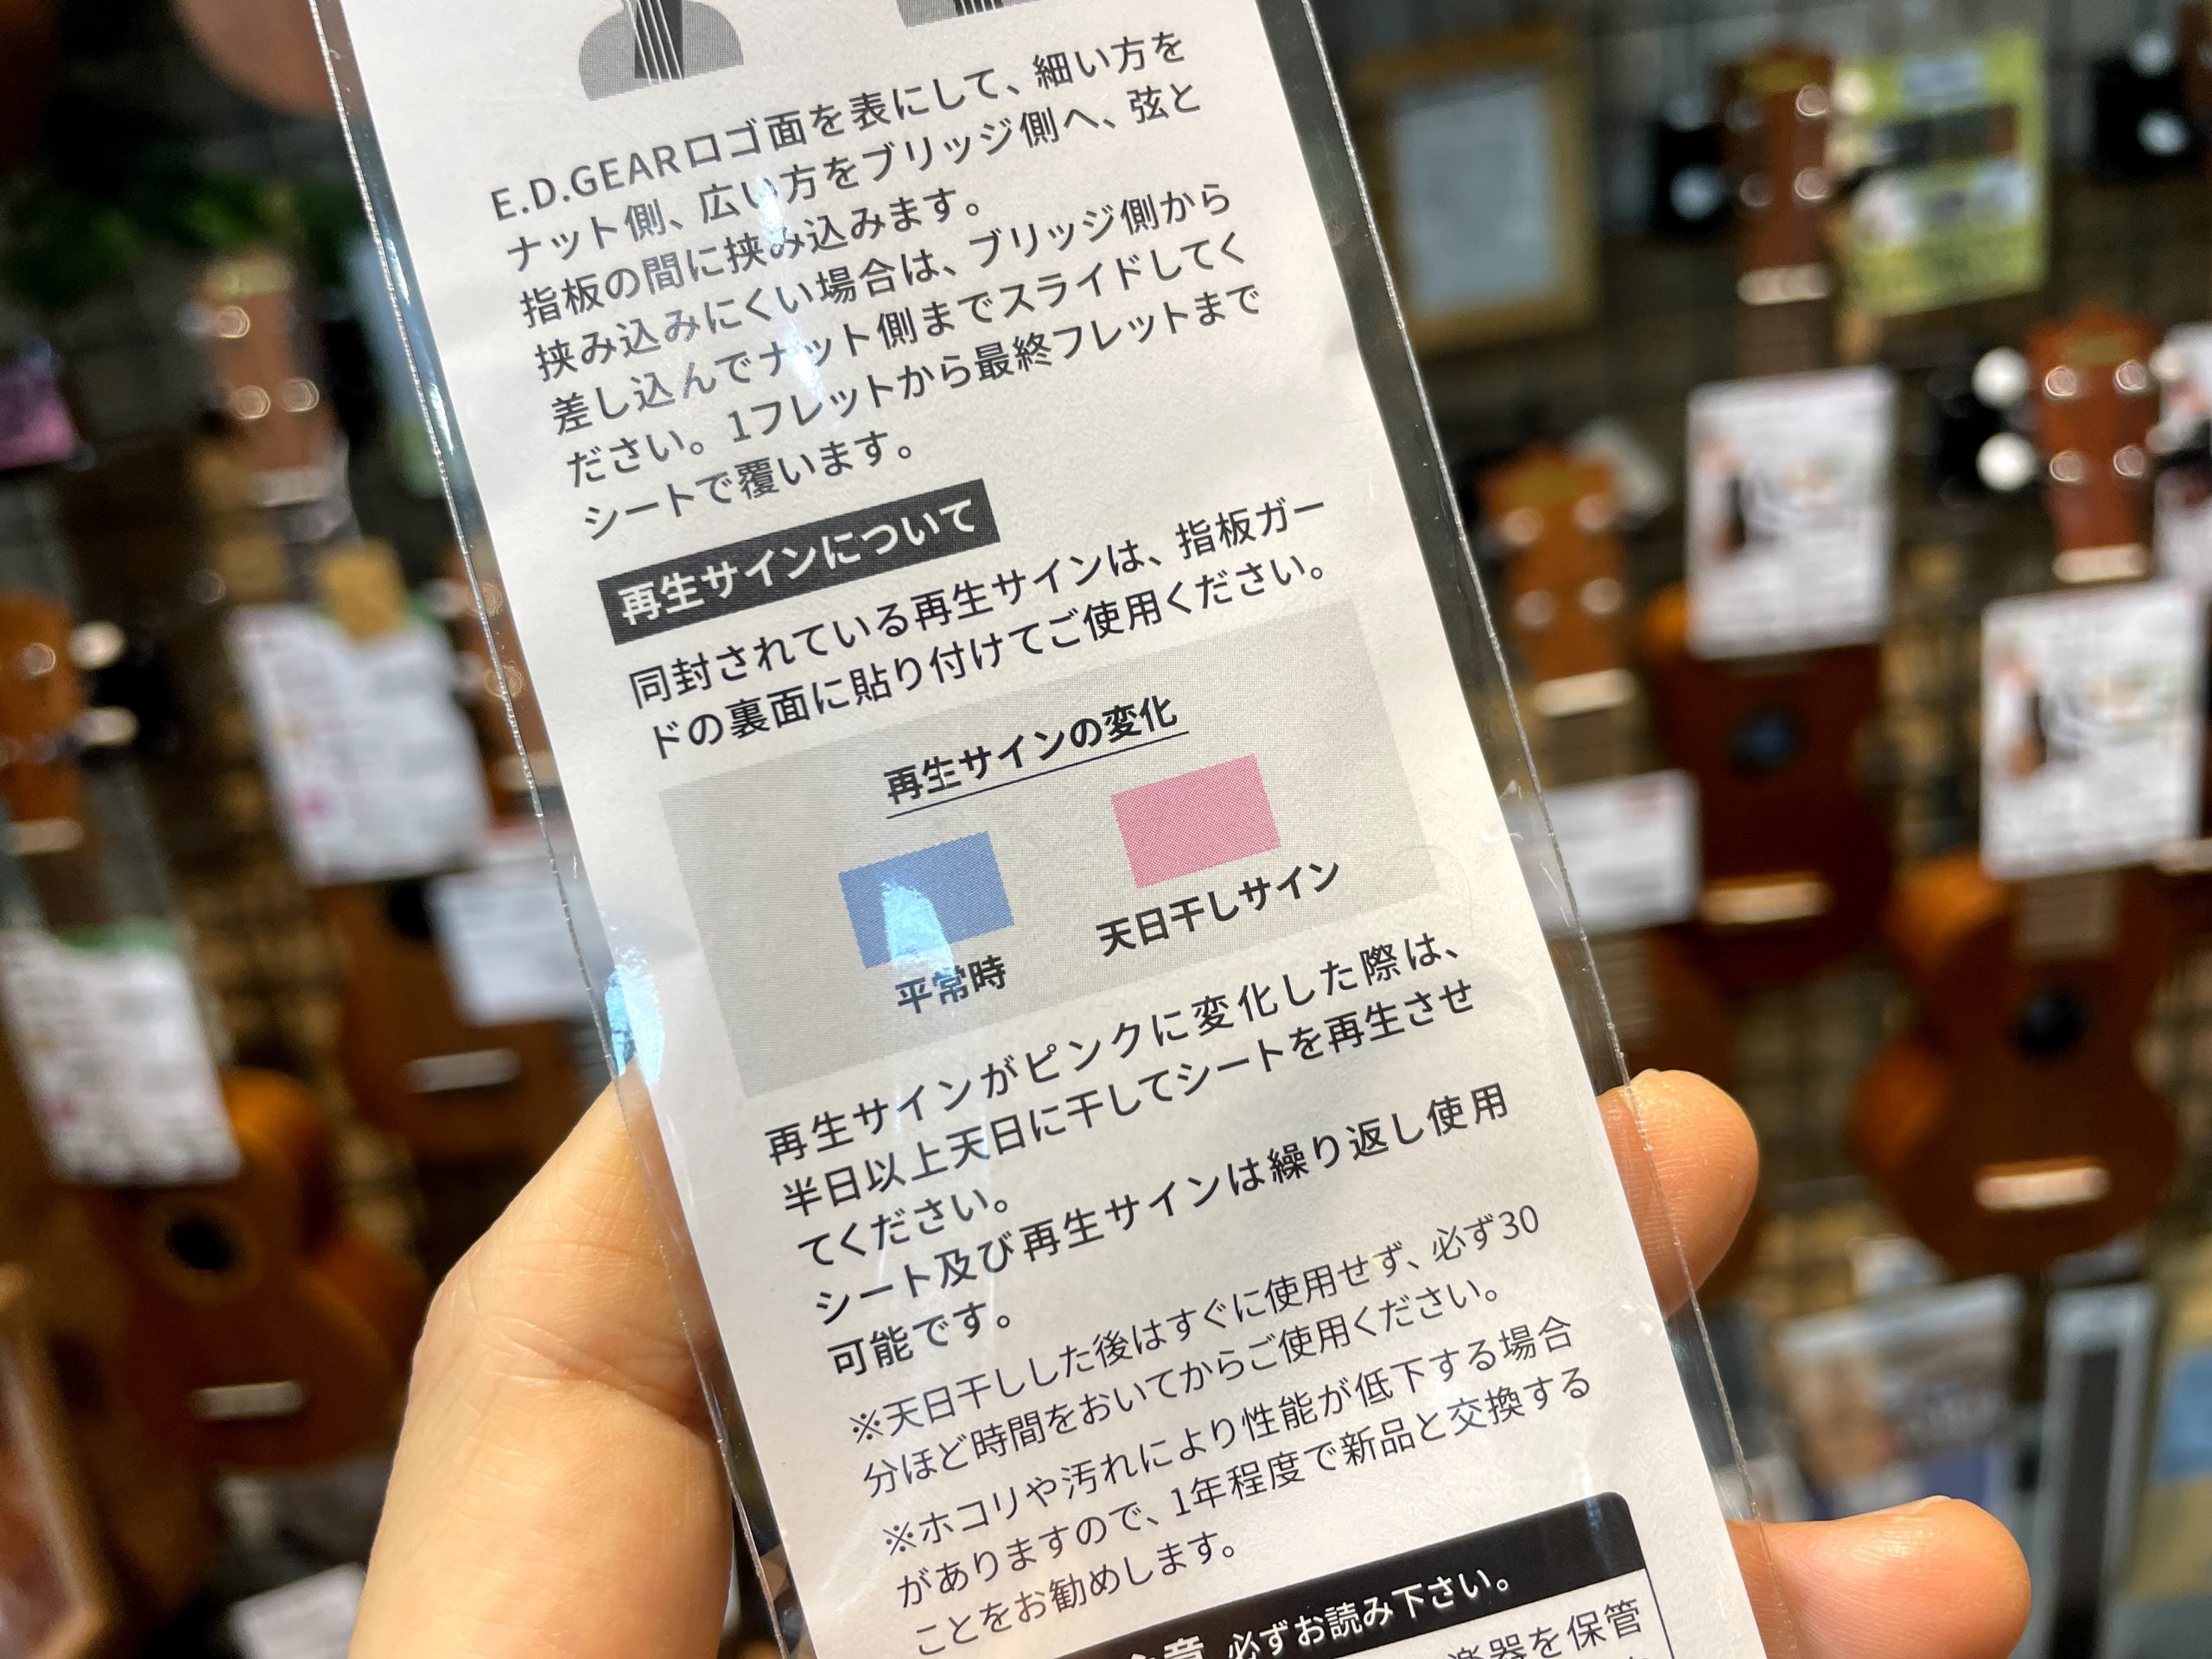 E.D.GEARロゴ面を表にして、細い方を
ナット側、広い方をブリッジ側へ、弦と
指板の間に挟み込みます。
挟み込みにくい場合は、ブリッジ側から
差し込んでナット側までスライドしてく
ださい。1フレットから最終フレットまで
シートで覆います。
再生サインについて
同封されている再生サインは、指板ガー
ドの裏面に貼り付けてご使用ください。
再生サインの変化
平常時
天日干しサイン
再生サインがピンクに変化した際は、
半日以上天日に干してシートを再生させ
てください。
シート及び再生サインは繰り返し使用
可能です。
※天日干しした後はすぐに使用せず、必ず30
分ほど時間をおいてからご使用ください。
※ホコリや汚れにより性能が低下する場合
がありますので、1年程度で新品と交換する
ことをお勧めします。
必ずお読み下さい。
楽器を保管